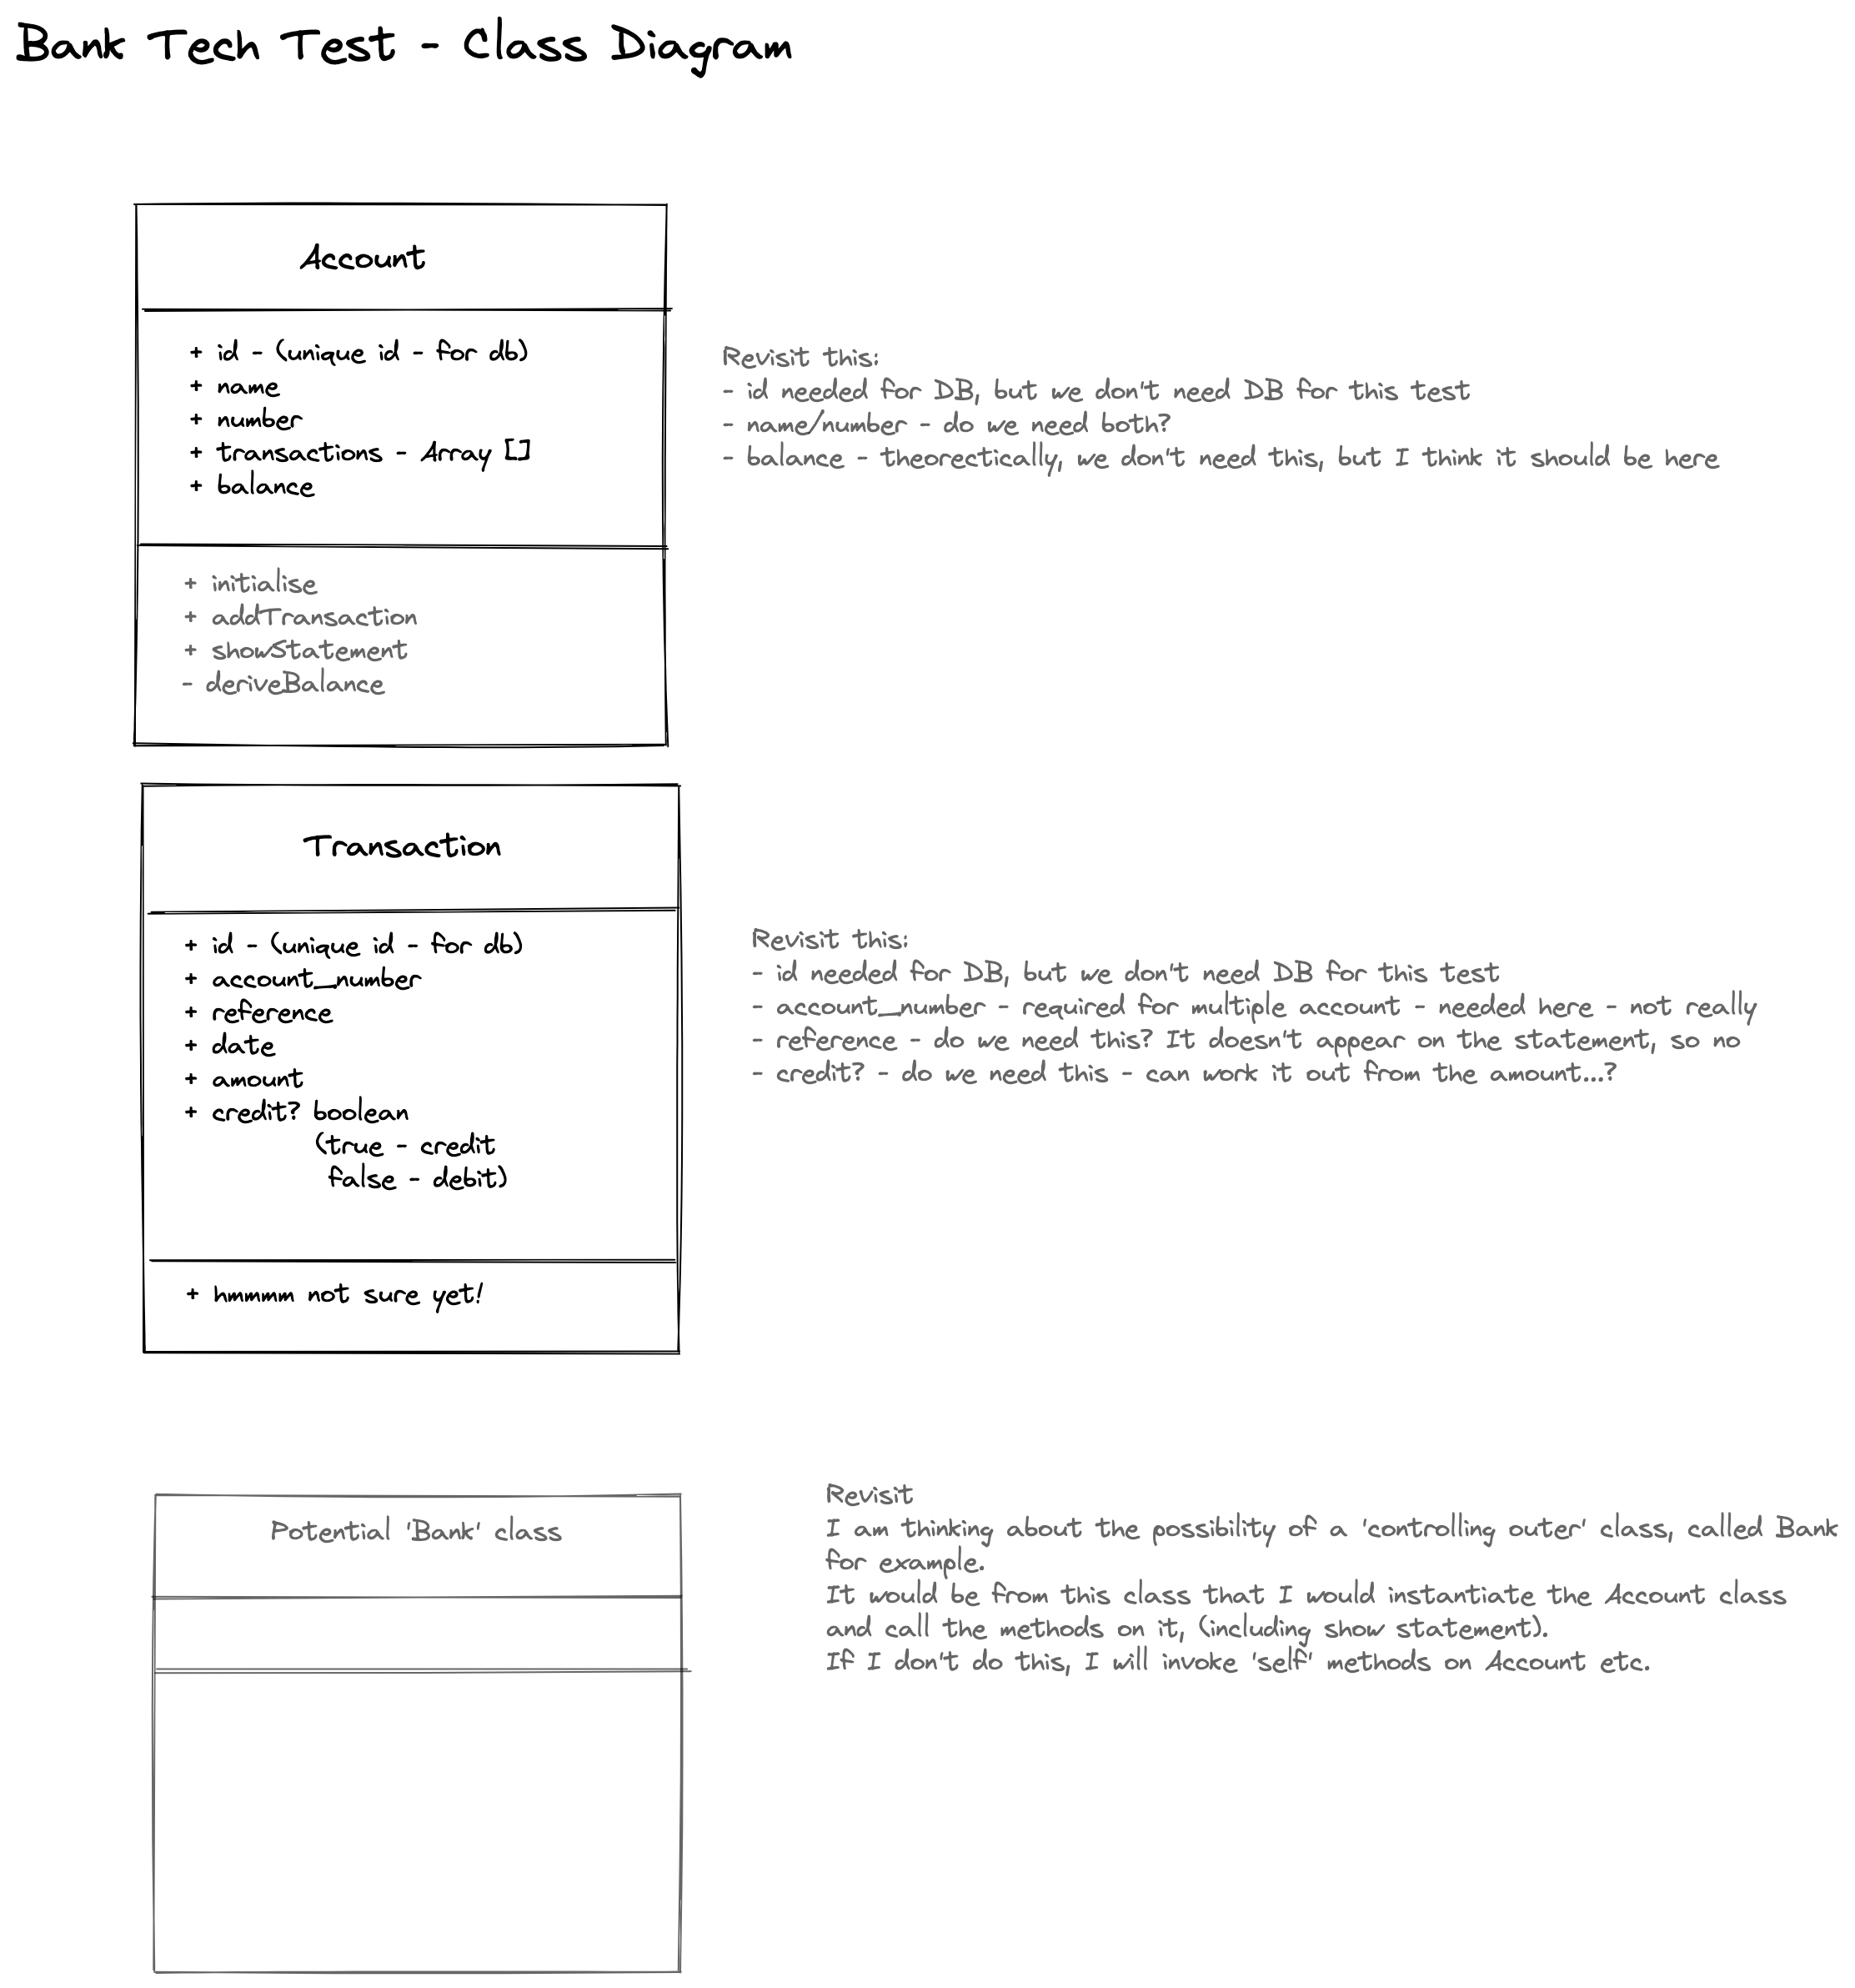 Bank Tech Test - Class Diagram
Account
+ id - (unique id - for db)
+ name
+ number
+ transactions - Array []
+ balance
Revisit this:
- id needed for DB, but we don't need DB for this test
- name/number - do we need both?
- balance - theorectically, we don't need this, but I think it should be here
+ initialise
+ addTransaction
+ showStatement
- deriveBalance
Transaction
+ id - (unique id - for db)
+ account_number
+ reference
+ date
+ amount
+ credit? boolean
(true - credit
false - debit)
Revisit this:
- id needed for DB, but we don't need DB for this test
- account_number - required for multiple account - needed here - not really
- reference - do we need this? It doesn't appear on the statement, so no
- credit? - do we need this - can work it out from the amount...?
+ hmmmm not sure yet!
Potential 'Bank' class
Revisit
I am thinking about the possibility of a 'controlling outer' class, called Bank
for example.
It would be from this class that I would instantiate the Account class
and call the methods on it, (including show statement).
If I don't do this, I will invoke 'self' methods on Account etc.